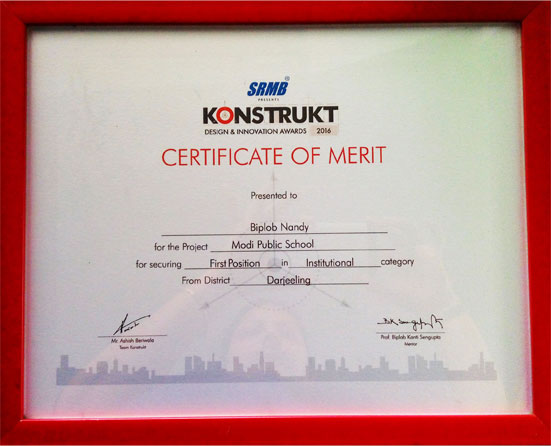 SRMB®
PRESENTS
KONSTRUKT
DESIGN & INNOVATION AWARDS 2016
CERTIFICATE OF MERIT
Presented to
Biplob Nandy
for the Project Modi Public School
for securing First Position in Institutional category
From District Darjeeling
Mr. Ashish Beriwala
Team Konstrukt
Prof. Biplab Kanti Sengupta
Mentor